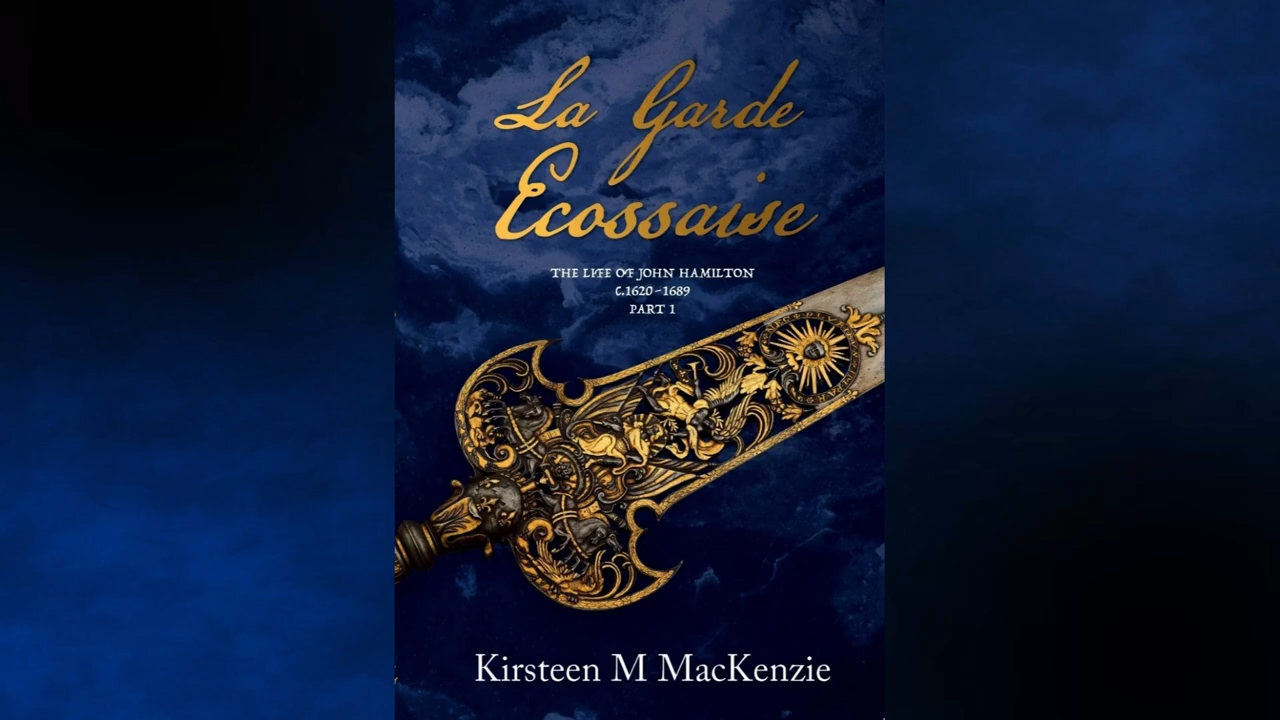 La Garde
Ecossaise
THE LIFE OF JOHN HAMILTON
C.1620-1689
PART 1
Kirsteen M MacKenzie